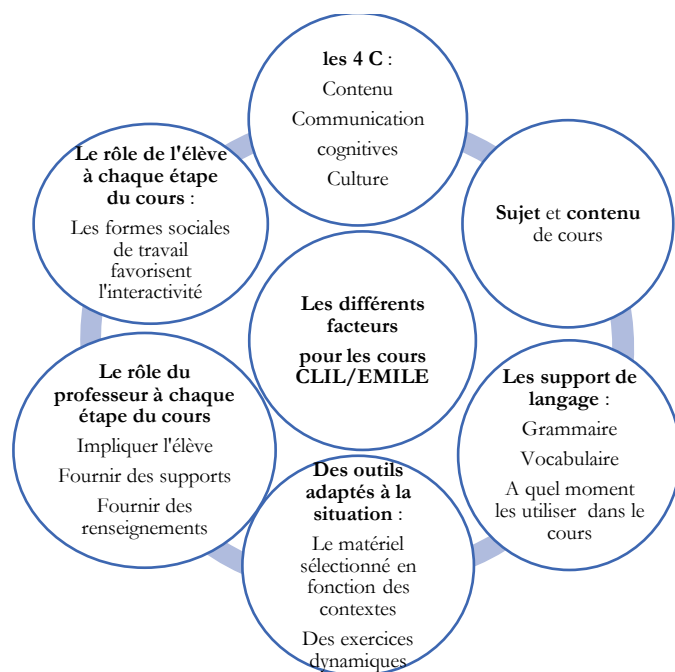 les 4 C :
Contenu
Communication
cognitives
Culture
Sujet et contenu
de cours
Les support de
langage :
Grammaire
Vocabulaire
A quel moment
les utiliser dans le
cours
Des outils
adaptés à la
situation :
Le matériel
sélectionné en
fonction des
contextes
Des exercices
dynamiques
Le rôle du
professeur à chaque
étape du cours
Impliquer l'élève
Fournir des supports
Fournir des
renseignements
Le rôle de l'élève
à chaque étape
du cours :
Les formes sociales
de travail
favorisent
l'interactivité
Les différents
facteurs
pour les cours
CLIL/EMILE